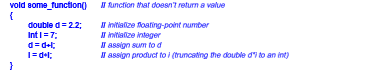 void some_function() // function that doesn't return a value
{
double d = 2.2; // initialize floating-point number
int i = 7; // initialize integer
d = d+i; // assign sum to d
i = d*i; // assign product to i (truncating the double d*i to an int)
}